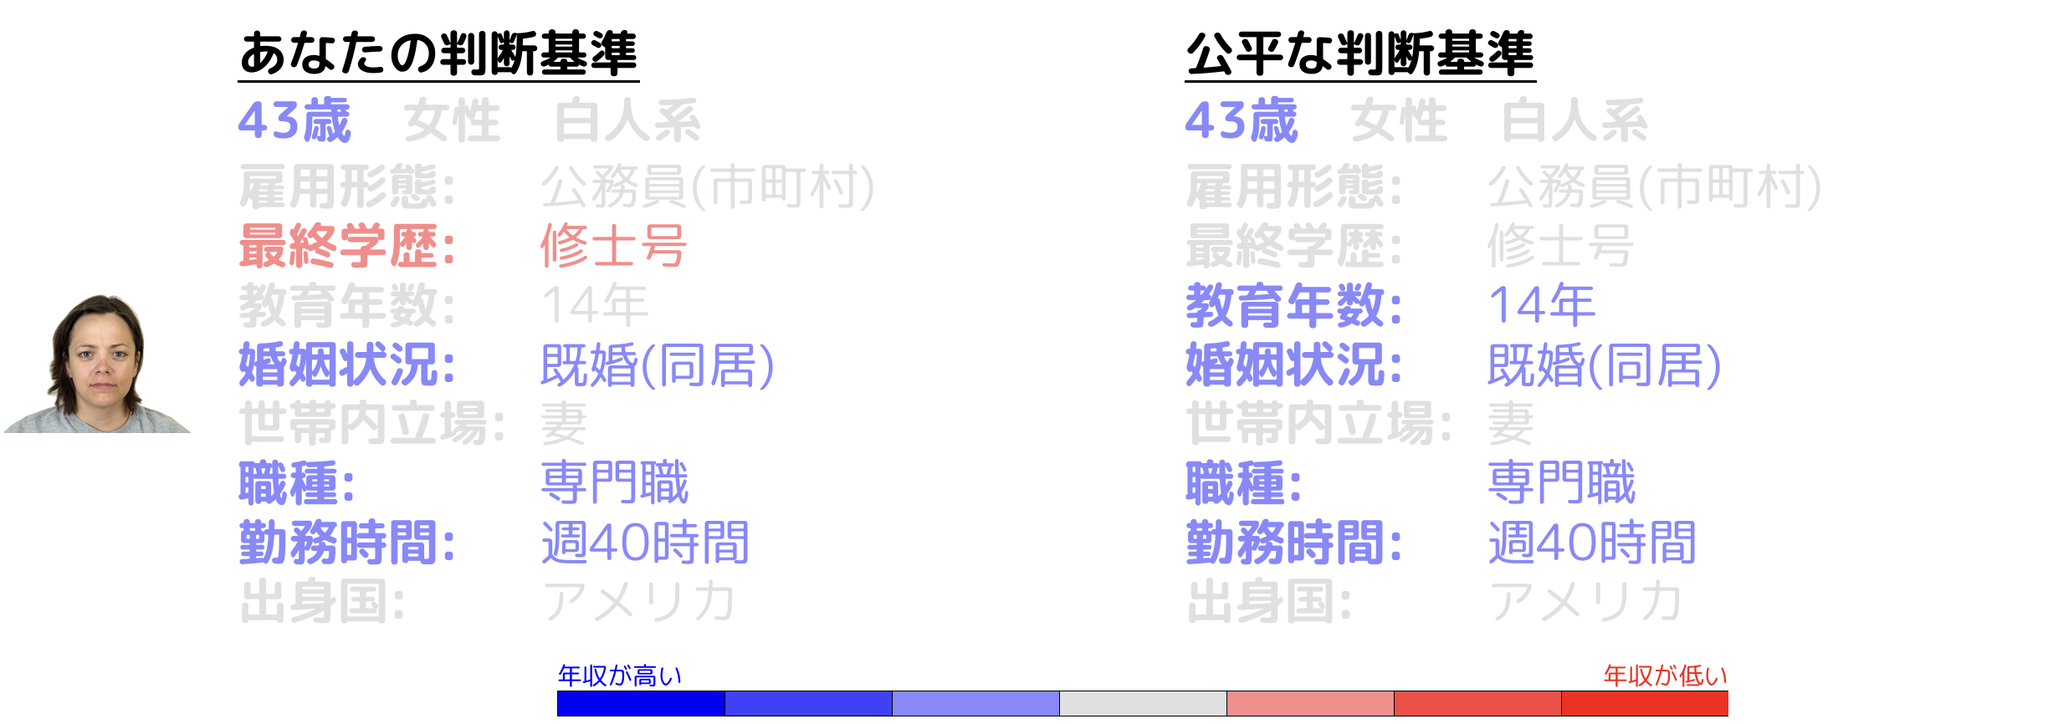 あなたの判断基準
43歳 女性 白人系
雇用形態: 公務員(市町村)
最終学歴: 修士号
教育年数: 14年
婚姻状況: 既婚(同居)
世帯内立場: 妻
職種: 専門職
勤務時間: 週40時間
出身国: アメリカ
公平な判断基準
43歳 女性 白人系
雇用形態: 公務員(市町村)
最終学歴: 修士号
教育年数: 14年
婚姻状況: 既婚(同居)
世帯内立場: 妻
職種: 専門職
勤務時間: 週40時間
出身国: アメリカ
年収が高い
年収が低い